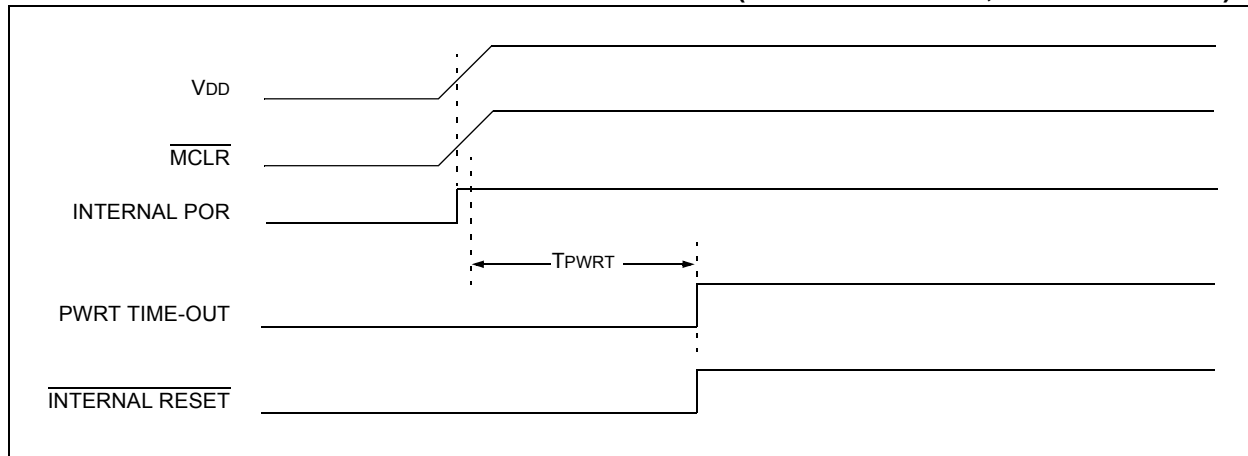 VDD
MCLR
INTERNAL POR
TPWRT
PWRT TIME-OUT
INTERNAL RESET